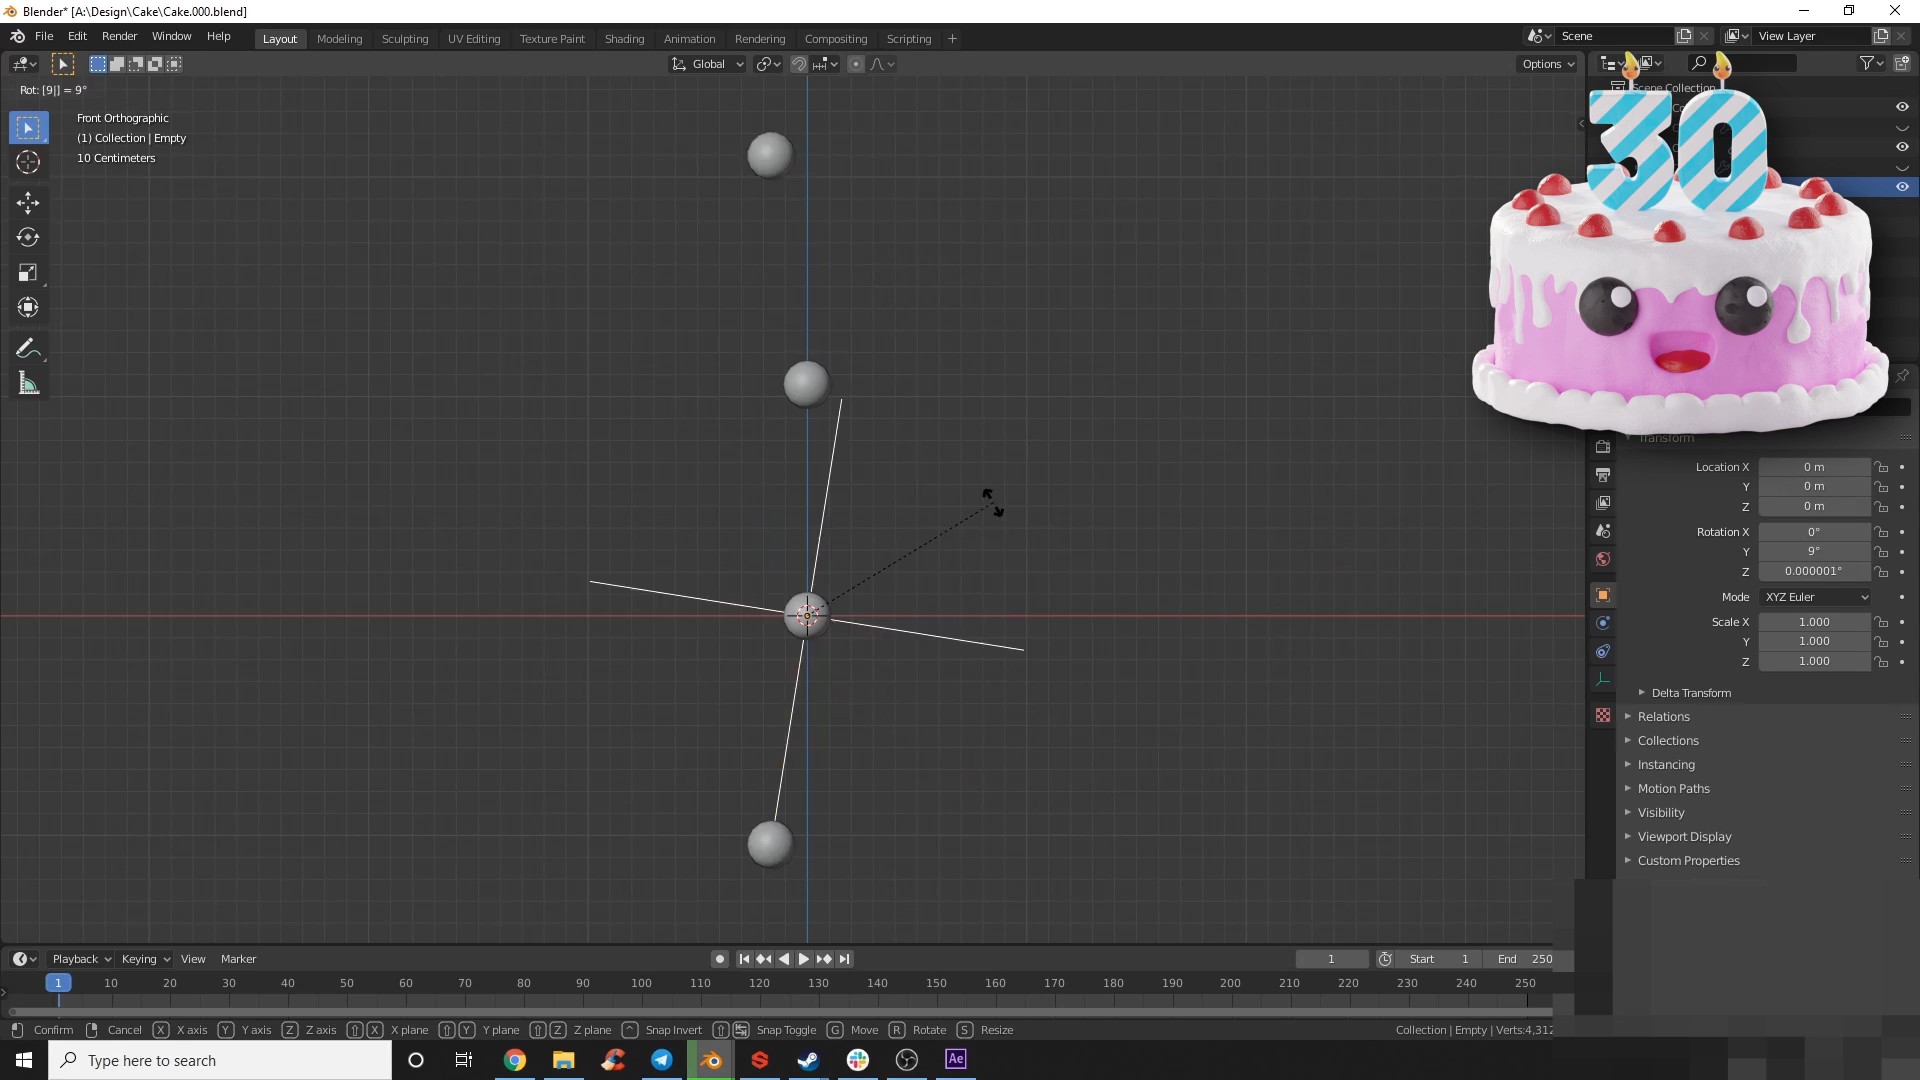 Blender* [A:\Design\Cake\Cake.000.blend]
File Edit Render Window Help
Layout Modeling Sculpting UV Editing Texture Paint Shading Animation Rendering Compositing Scripting +
Scene
View Layer
Global
Options
Rot: [9|] = 9°
Front Orthographic
(1) Collection | Empty
10 Centimeters
Scene Collection
30
Transform
Location X 0 m
Y 0 m
Z 0 m
Rotation X 0°
Y 9°
Z 0.000001°
Mode XYZ Euler
Scale X 1.000
Y 1.000
Z 1.000
Delta Transform
Relations
Collections
Instancing
Motion Paths
Visibility
Viewport Display
Custom Properties
Playback Keying View Marker
1
Start 1
End 250
1 10 20 30 40 50 60 70 80 90 100 110 120 130 140 150 160 170 180 190 200 210 220 230 240 250
Confirm Cancel X X axis Y Y axis Z Z axis X X plane Y Y plane Z Z plane Snap Invert Snap Toggle G Move R Rotate S Resize
Collection | Empty | Verts:4,312
Type here to search
Ae